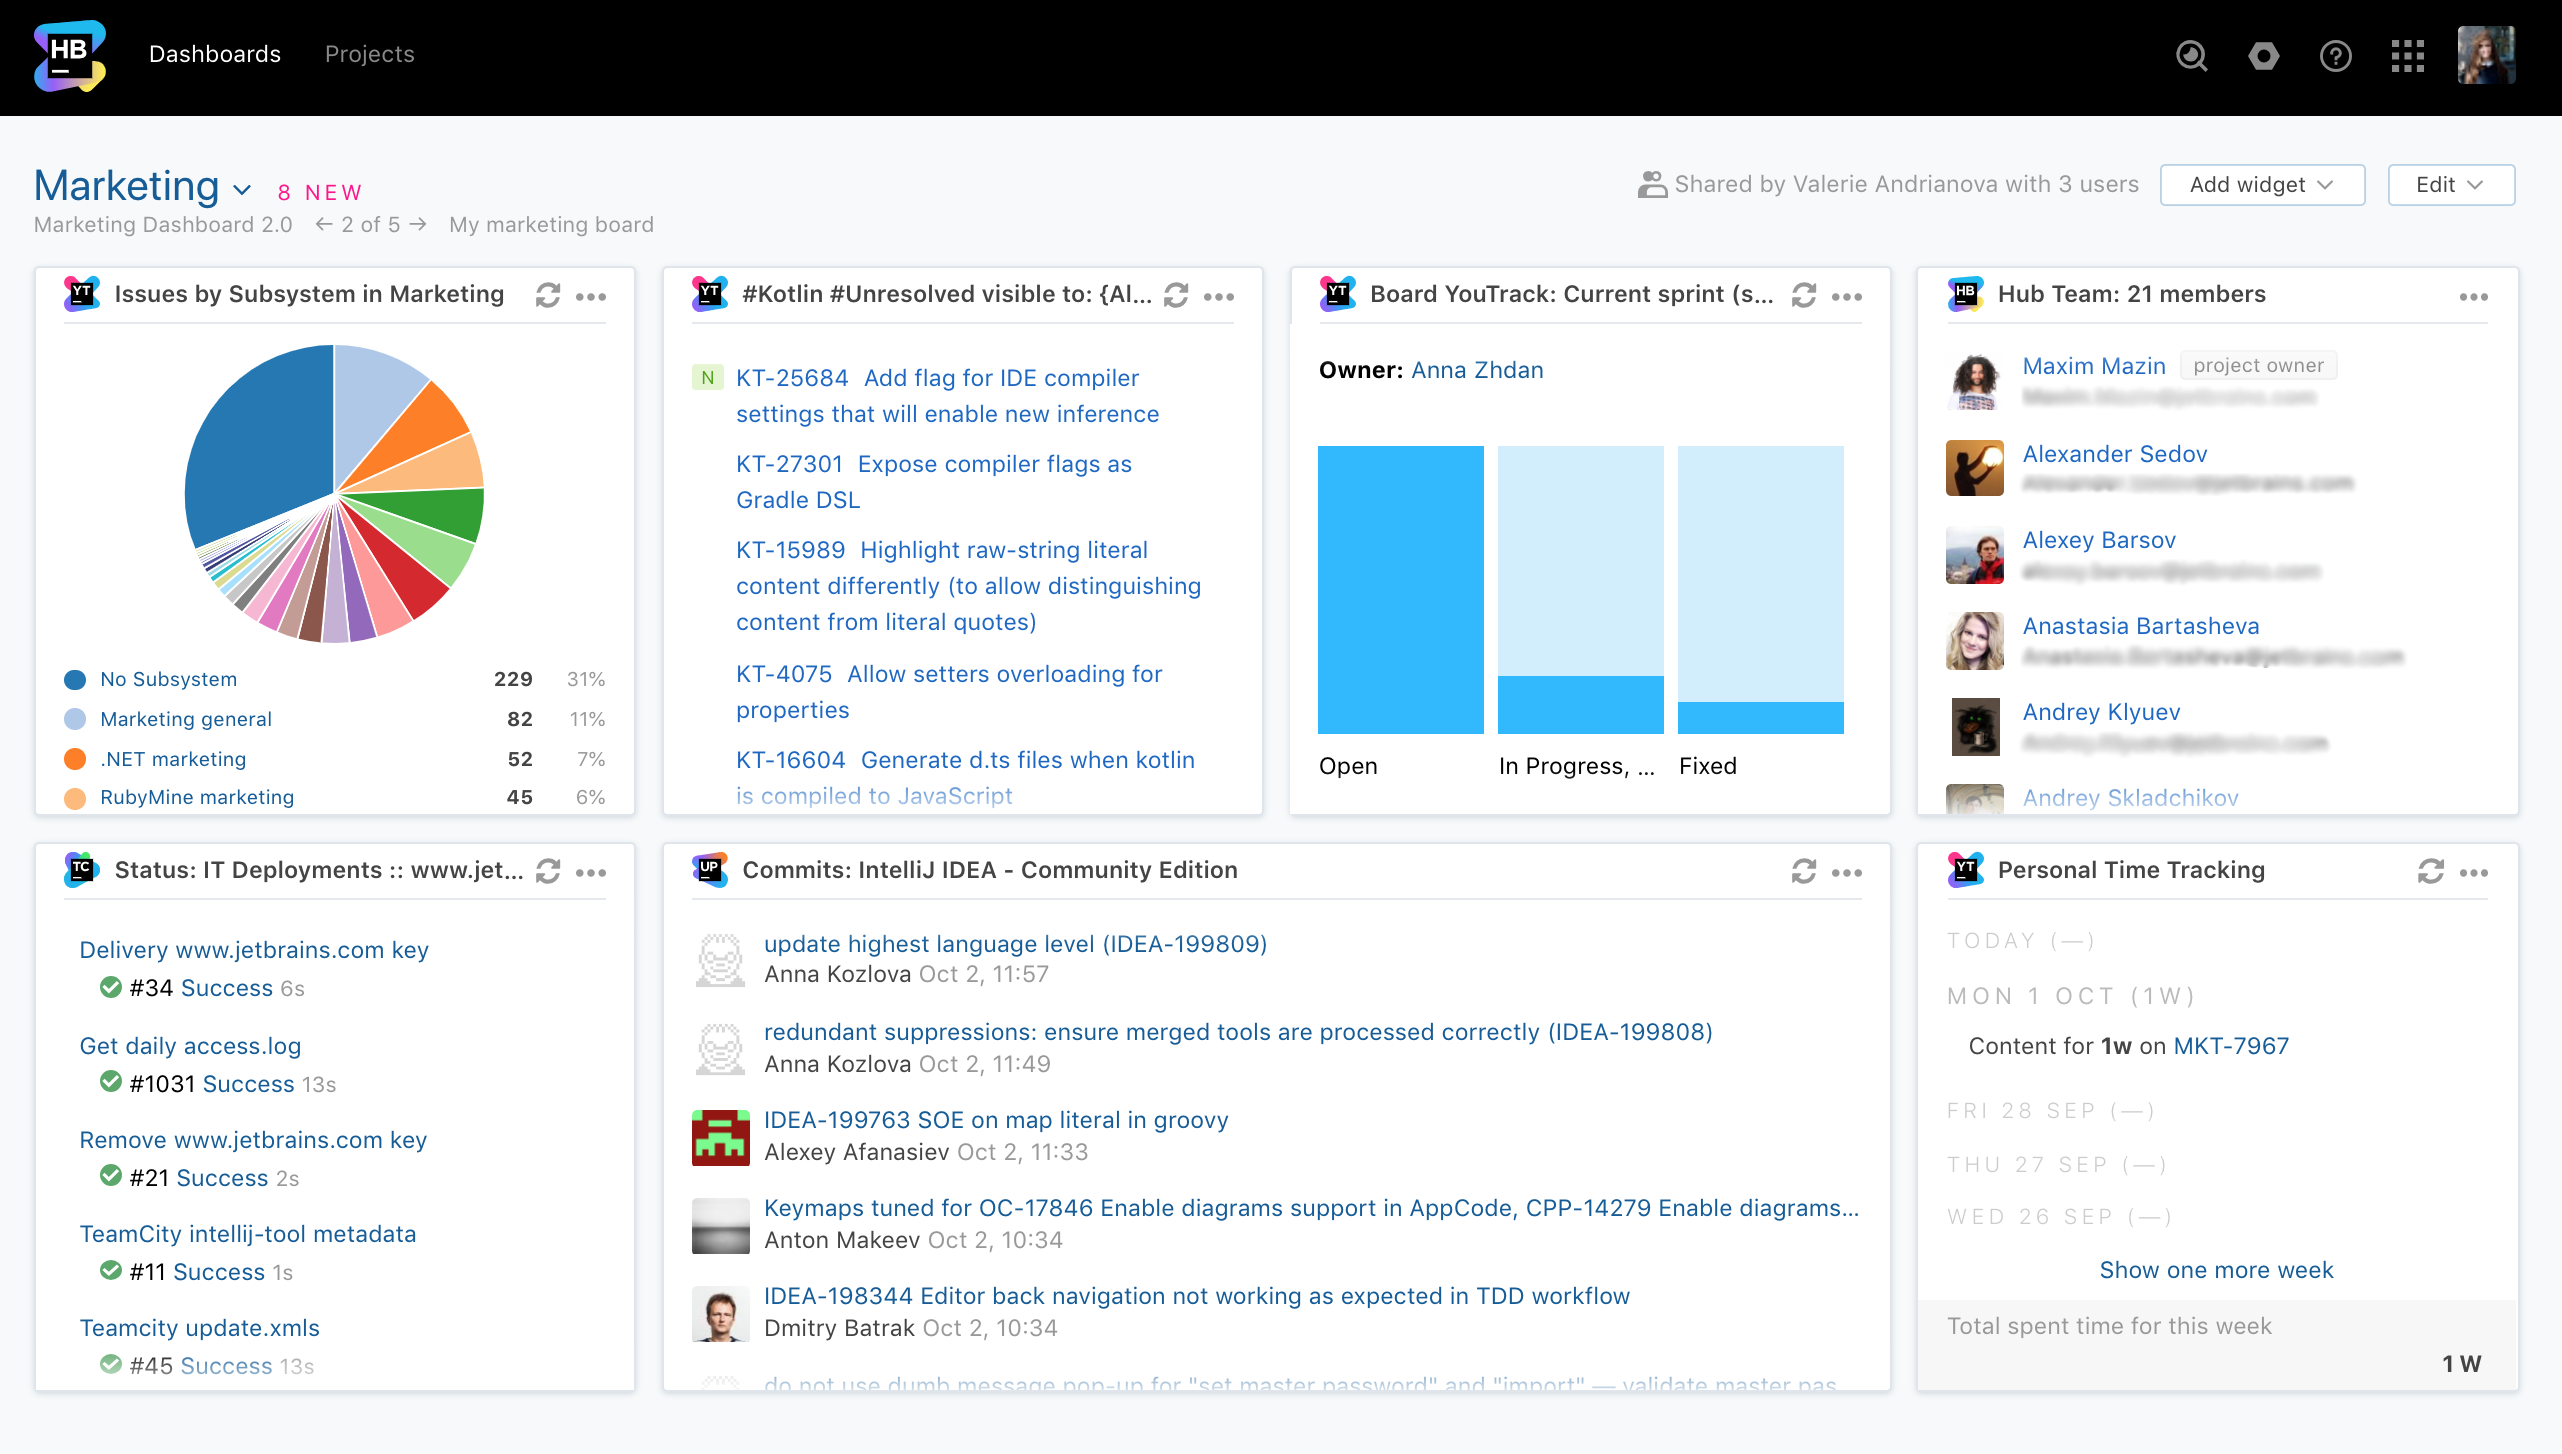 HB
Dashboards
Projects
Marketing
8 NEW
Marketing Dashboard 2.0 ← 2 of 5 → My marketing board
Shared by Valerie Andrianova with 3 users
Add widget
Edit
YT
Issues by Subsystem in Marketing
No Subsystem 229 31%
Marketing general 82 11%
.NET marketing 52 7%
RubyMine marketing 45 6%
YT
#Kotlin #Unresolved visible to: {Al...
N
KT-25684 Add flag for IDE compiler
settings that will enable new inference
KT-27301 Expose compiler flags as
Gradle DSL
KT-15989 Highlight raw-string literal
content differently (to allow distinguishing
content from literal quotes)
KT-4075 Allow setters overloading for
properties
KT-16604 Generate d.ts files when kotlin
is compiled to JavaScript
YT
Board YouTrack: Current sprint (s...
Owner: Anna Zhdan
Open
In Progress, ...
Fixed
HB
Hub Team: 21 members
Maxim Mazin project owner
Alexander Sedov
Alexey Barsov
Anastasia Bartasheva
Andrey Klyuev
Andrey Skladchikov
TC
Status: IT Deployments :: www.jet...
Delivery www.jetbrains.com key
#34 Success 6s
Get daily access.log
#1031 Success 13s
Remove www.jetbrains.com key
#21 Success 2s
TeamCity intellij-tool metadata
#11 Success 1s
Teamcity update.xmls
#45 Success 13s
UP
Commits: IntelliJ IDEA - Community Edition
update highest language level (IDEA-199809)
Anna Kozlova Oct 2, 11:57
redundant suppressions: ensure merged tools are processed correctly (IDEA-199808)
Anna Kozlova Oct 2, 11:49
IDEA-199763 SOE on map literal in groovy
Alexey Afanasiev Oct 2, 11:33
Keymaps tuned for OC-17846 Enable diagrams support in AppCode, CPP-14279 Enable diagrams...
Anton Makeev Oct 2, 10:34
IDEA-198344 Editor back navigation not working as expected in TDD workflow
Dmitry Batrak Oct 2, 10:34
do not use dumb message pop-up for "set master password" and "import" — validate master pas
YT
Personal Time Tracking
TODAY (—)
MON 1 OCT (1W)
Content for 1w on MKT-7967
FRI 28 SEP (—)
THU 27 SEP (—)
WED 26 SEP (—)
Show one more week
Total spent time for this week
1 W